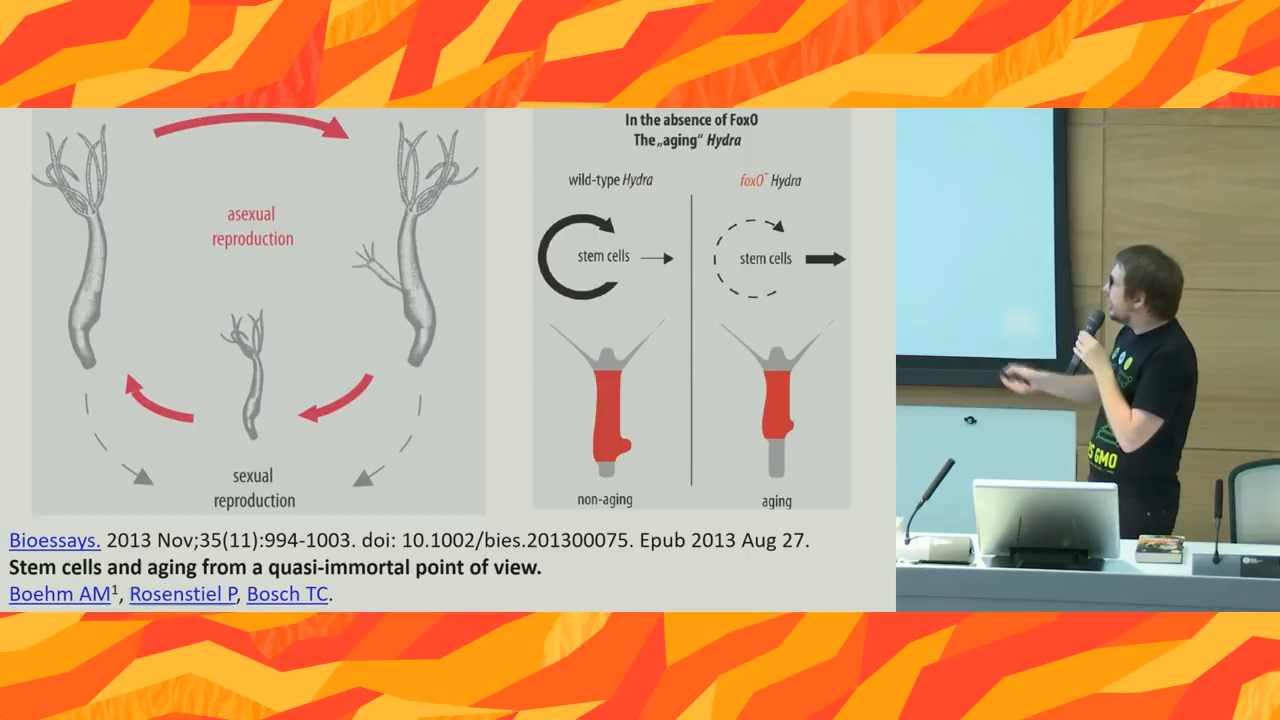 asexual
reproduction
sexual
reproduction
In the absence of FoxO
The „aging“ Hydra
wild-type Hydra
foxO⁻ Hydra
stem cells
stem cells
non-aging
aging
Bioessays. 2013 Nov;35(11):994-1003. doi: 10.1002/bies.201300075. Epub 2013 Aug 27.
Stem cells and aging from a quasi-immortal point of view.
Boehm AM¹, Rosenstiel P, Bosch TC.
GMO